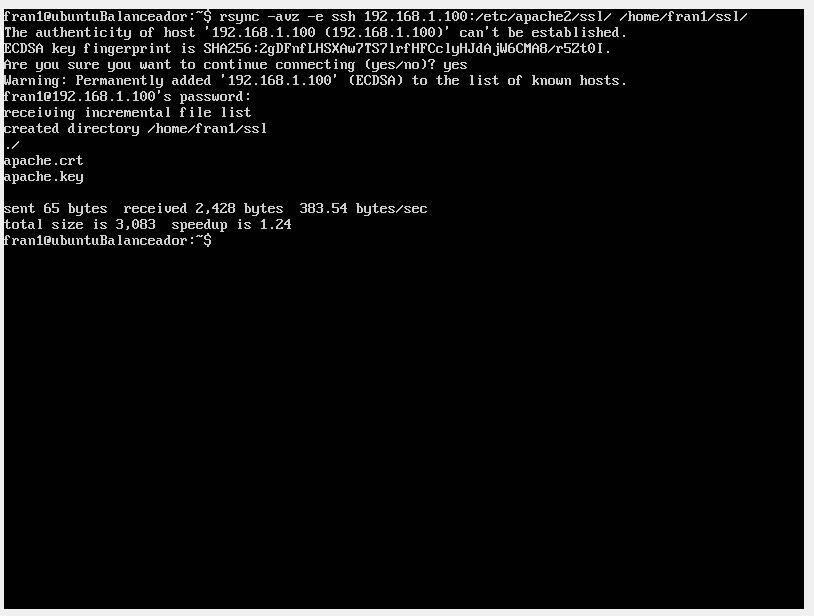 fran1@ubuntuBalanceador:~$ rsync -avz -e ssh 192.168.1.100:/etc/apache2/ssl/ /home/fran1/ssl/
The authenticity of host '192.168.1.100 (192.168.1.100)' can't be established.
ECDSA key fingerprint is SHA256:2gDFnfLHSXAw7TS7lrfHFCclyHJdAjW6CMA8/r5Zt0I.
Are you sure you want to continue connecting (yes/no)? yes
Warning: Permanently added '192.168.1.100' (ECDSA) to the list of known hosts.
fran1@192.168.1.100's password:
receiving incremental file list
created directory /home/fran1/ssl
./
apache.crt
apache.key
sent 65 bytes  received 2,428 bytes  383.54 bytes/sec
total size is 3,083  speedup is 1.24
fran1@ubuntuBalanceador:~$